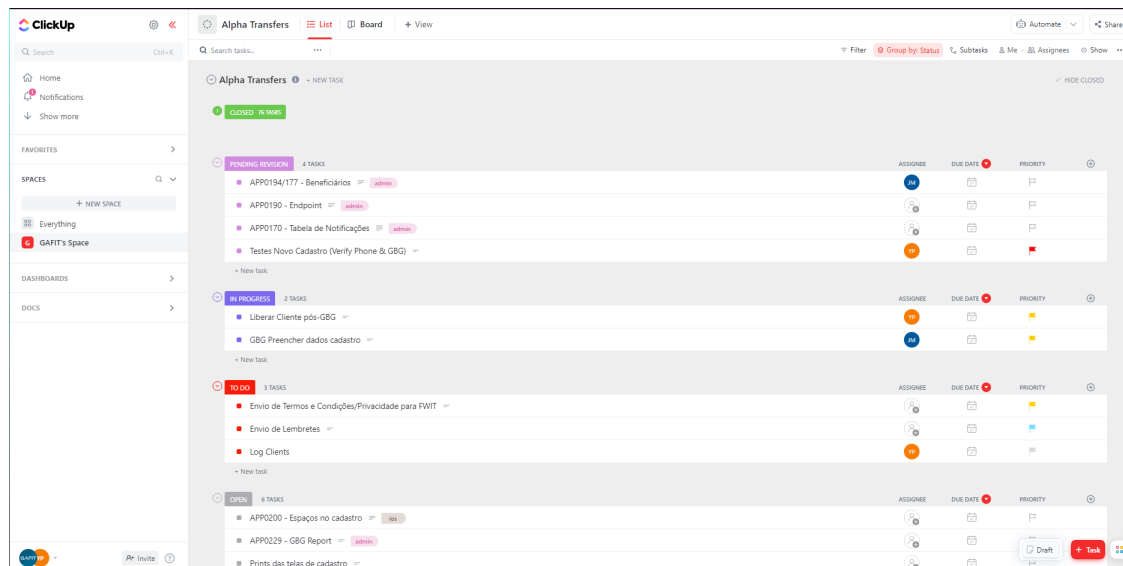 ClickUp
Search Ctrl+K
Home
Notifications
Show more
FAVORITES
SPACES
+ NEW SPACE
Everything
G GAFIT's Space
DASHBOARDS
DOCS
GAFIT YP
Invite
Alpha Transfers List Board + View Automate Share
Search tasks... Filter Group by: Status Subtasks Me Assignees Show
Alpha Transfers + NEW TASK HIDE CLOSED
CLOSED 76 TASKS
PENDING REVISION 4 TASKS ASSIGNEE DUE DATE PRIORITY
APP0194/177 - Beneficiários admin JM
APP0190 - Endpoint admin
APP0170 - Tabela de Notificações admin
Testes Novo Cadastro (Verify Phone & GBG) YP
+ New task
IN PROGRESS 2 TASKS ASSIGNEE DUE DATE PRIORITY
Liberar Cliente pós-GBG YP
GBG Preencher dados cadastro JM
+ New task
TO DO 3 TASKS ASSIGNEE DUE DATE PRIORITY
Envio de Termos e Condições/Privacidade para FWIT
Envio de Lembretes
Log Clients YP
+ New task
OPEN 6 TASKS ASSIGNEE DUE DATE PRIORITY
APP0200 - Espaços no cadastro ios
APP0229 - GBG Report admin
Prints das telas de cadastro
Draft + Task